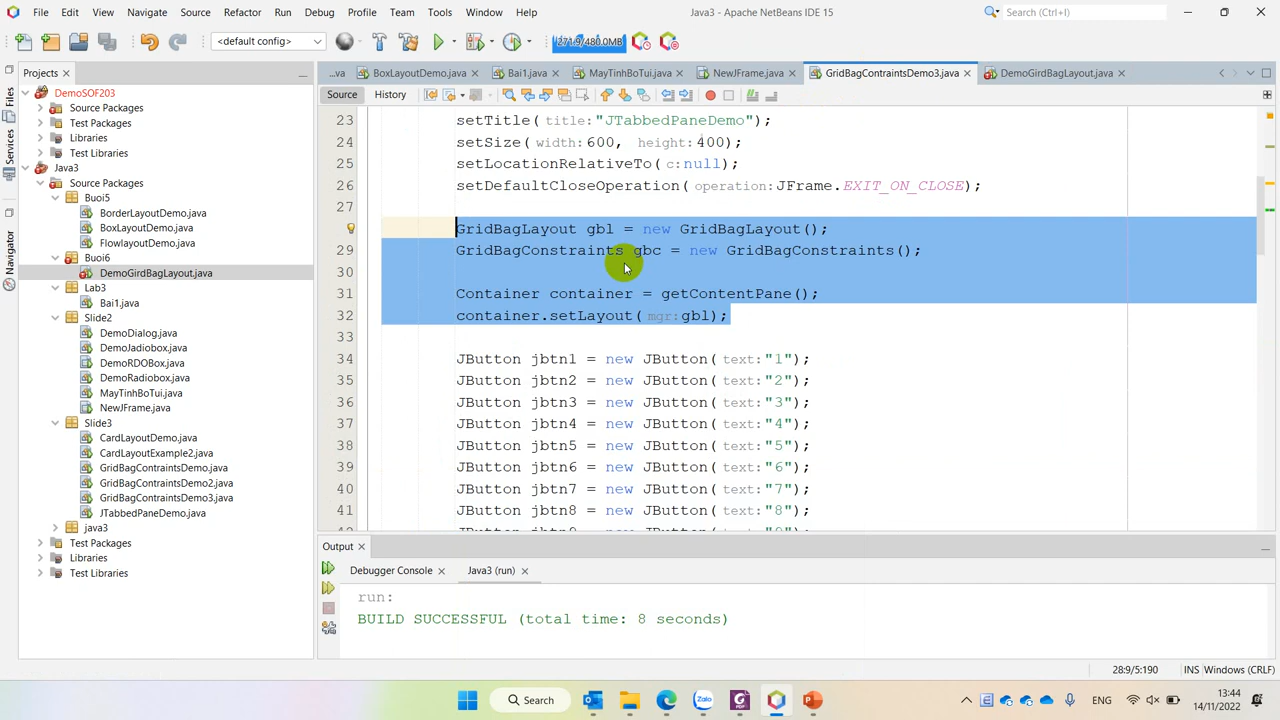 File Edit View Navigate Source Refactor Run Debug Profile Team Tools Window Help
Java3 - Apache NetBeans IDE 15
Search (Ctrl+I)
<default config>
271.9/480.0MB
Projects
...va
BoxLayoutDemo.java
Bai1.java
MayTinhBoTui.java
NewJFrame.java
GridBagContraintsDemo3.java
DemoGirdBagLayout.java
Source History
Files
Services
Navigator
DemoSOF203
Source Packages
Test Packages
Libraries
Test Libraries
Java3
Source Packages
Buoi5
BorderLayoutDemo.java
BoxLayoutDemo.java
FlowlayoutDemo.java
Buoi6
DemoGirdBagLayout.java
Lab3
Bai1.java
Slide2
DemoDialog.java
DemoJadiobox.java
DemoRDOBox.java
DemoRadiobox.java
MayTinhBoTui.java
NewJFrame.java
Slide3
CardLayoutDemo.java
CardLayoutExample2.java
GridBagContraintsDemo.java
GridBagContraintsDemo2.java
GridBagContraintsDemo3.java
JTabbedPaneDemo.java
java3
Test Packages
Libraries
Test Libraries
23 setTitle(title:"JTabbedPaneDemo");
24 setSize(width:600, height:400);
25 setLocationRelativeTo(c:null);
26 setDefaultCloseOperation(operation:JFrame.EXIT_ON_CLOSE);
27
GridBagLayout gbl = new GridBagLayout();
29 GridBagConstraints gbc = new GridBagConstraints();
30
31 Container container = getContentPane();
32 container.setLayout(mgr:gbl);
33
34 JButton jbtn1 = new JButton(text:"1");
35 JButton jbtn2 = new JButton(text:"2");
36 JButton jbtn3 = new JButton(text:"3");
37 JButton jbtn4 = new JButton(text:"4");
38 JButton jbtn5 = new JButton(text:"5");
39 JButton jbtn6 = new JButton(text:"6");
40 JButton jbtn7 = new JButton(text:"7");
41 JButton jbtn8 = new JButton(text:"8");
Output
Debugger Console
Java3 (run)
run:
BUILD SUCCESSFUL (total time: 8 seconds)
28:9/5:190
INS
Windows (CRLF)
Search
Zalo
ENG
13:44
14/11/2022